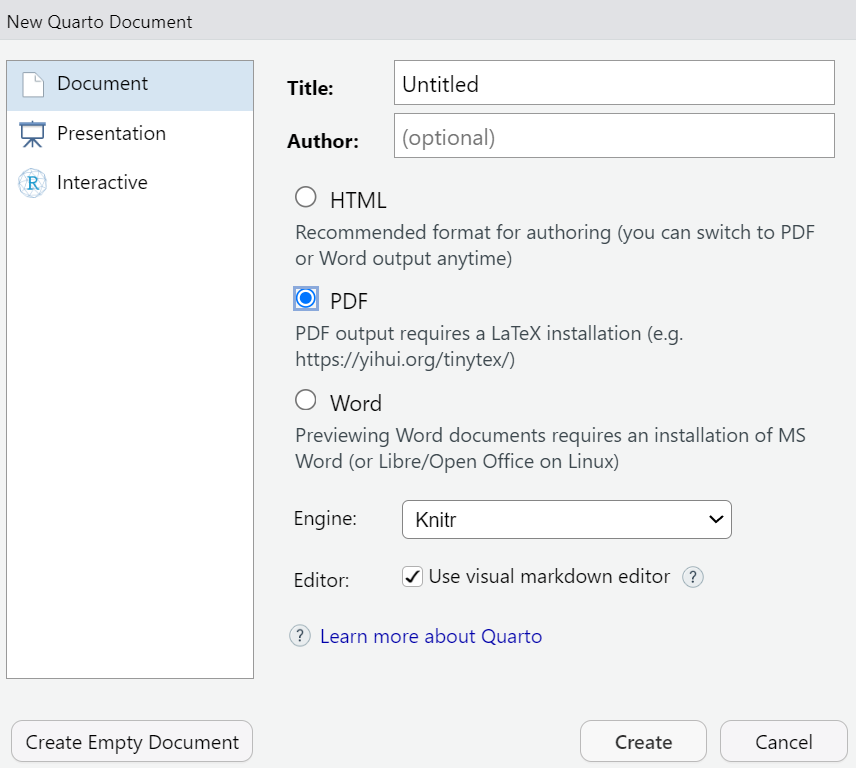 New Quarto Document
Document
Presentation
R Interactive
Title: Untitled
Author: (optional)
HTML
Recommended format for authoring (you can switch to PDF
or Word output anytime)
PDF
PDF output requires a LaTeX installation (e.g.
https://yihui.org/tinytex/)
Word
Previewing Word documents requires an installation of MS
Word (or Libre/Open Office on Linux)
Engine: Knitr
Editor: Use visual markdown editor ?
? Learn more about Quarto
Create Empty Document Create Cancel